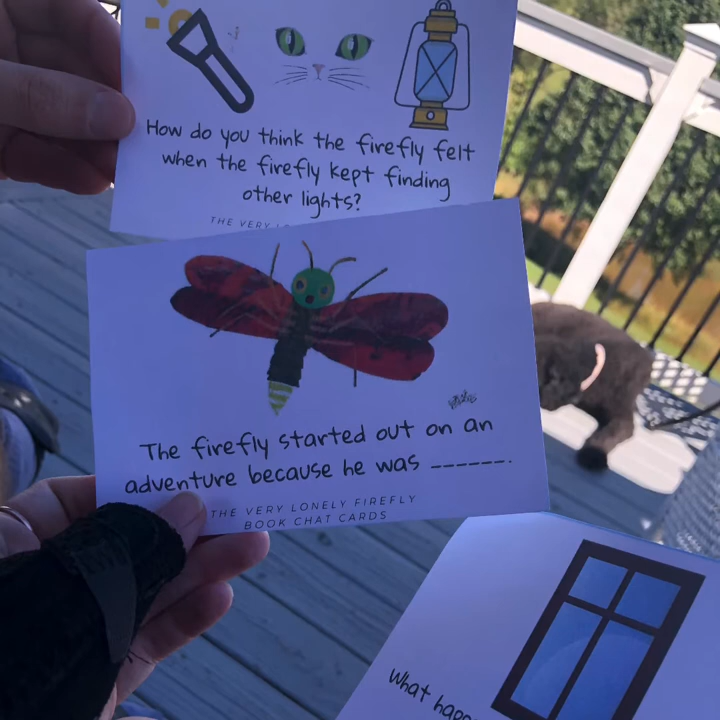 How do you think the firefly felt
when the firefly kept finding
other lights?
THE VERY
The firefly started out on an
adventure because he was ______.
THE VERY LONELY FIREFLY
BOOK CHAT CARDS
What